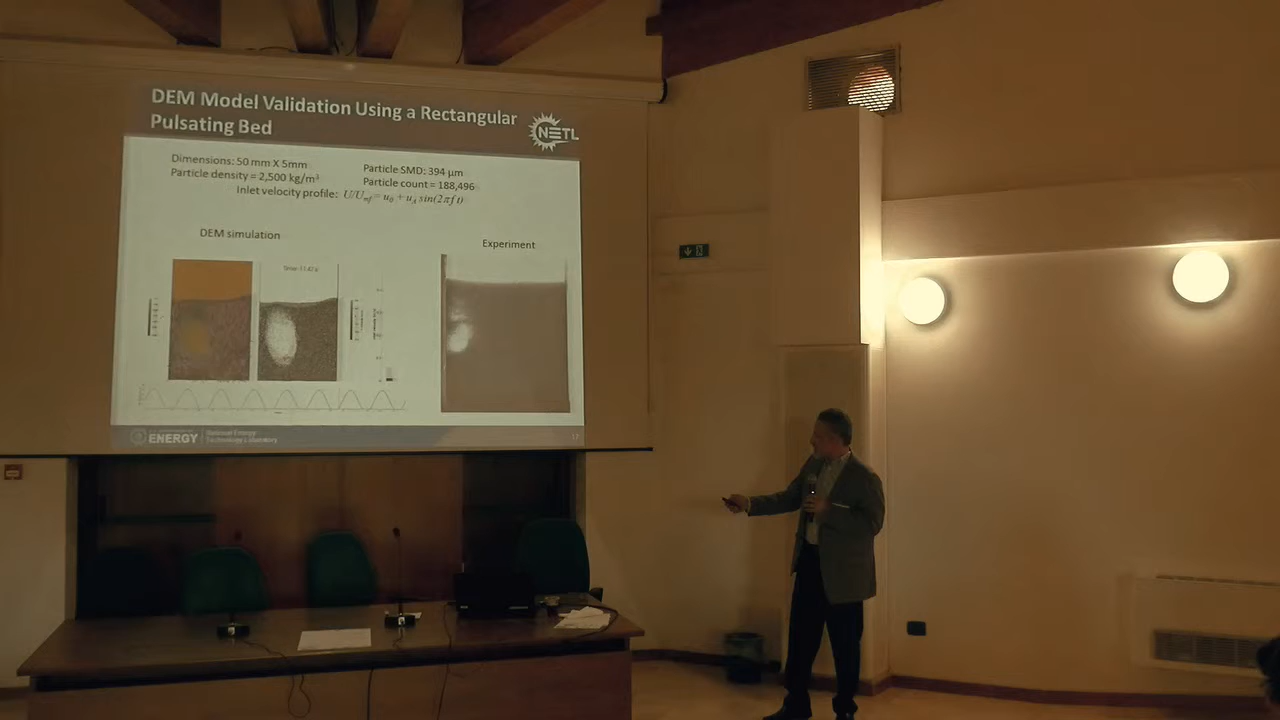 DEM Model Validation Using a Rectangular
Pulsating Bed
NETL
Dimensions: 50 mm X 5mm
Particle density = 2,500 kg/m³
Particle SMD: 394 µm
Particle count = 188,496
Inlet velocity profile: U/Umf = u0 + uA sin(2πf t)
DEM simulation
Experiment
ENERGY
National Energy
Technology Laboratory